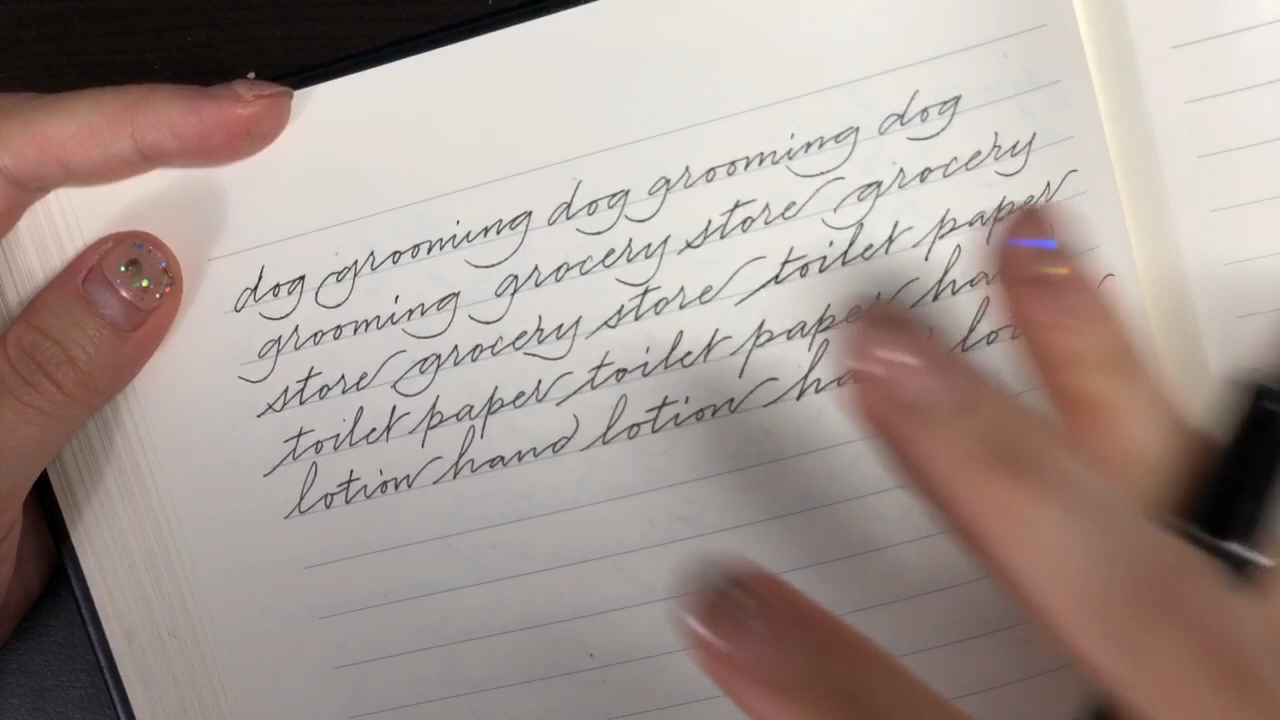 dog grooming dog grooming dog
grooming grocery store grocery
store grocery store toilet paper
toilet paper toilet paper
lotion hand lotion